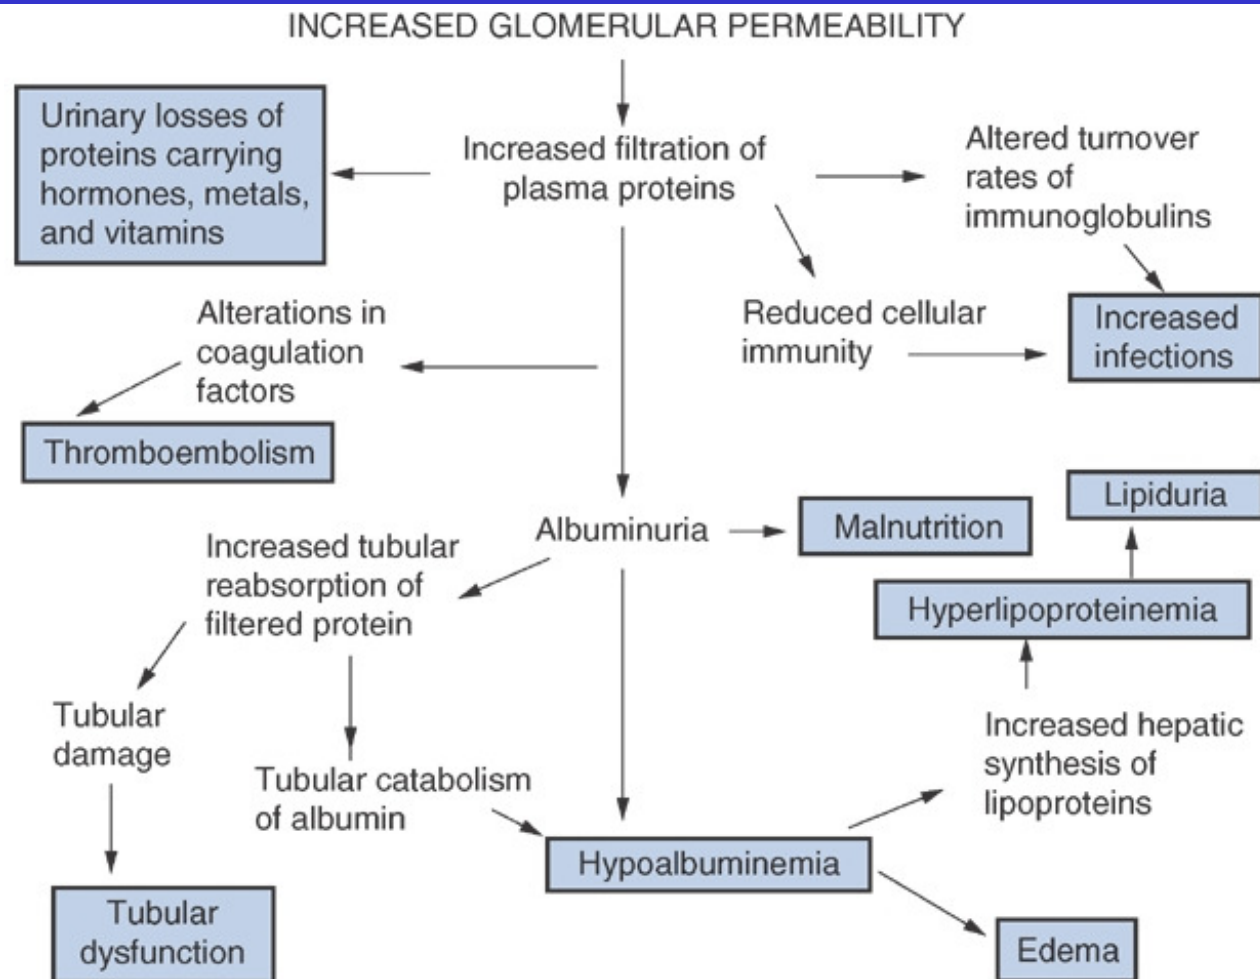 INCREASED GLOMERULAR PERMEABILITY
Urinary losses of
proteins carrying
hormones, metals,
and vitamins
Increased filtration of
plasma proteins
Altered turnover
rates of
immunoglobulins
Alterations in
coagulation
factors
Reduced cellular
immunity
Increased
infections
Thromboembolism
Lipiduria
Albuminuria
Malnutrition
Increased tubular
reabsorption of
filtered protein
Hyperlipoproteinemia
Tubular
damage
Tubular catabolism
of albumin
Increased hepatic
synthesis of
lipoproteins
Hypoalbuminemia
Tubular
dysfunction
Edema